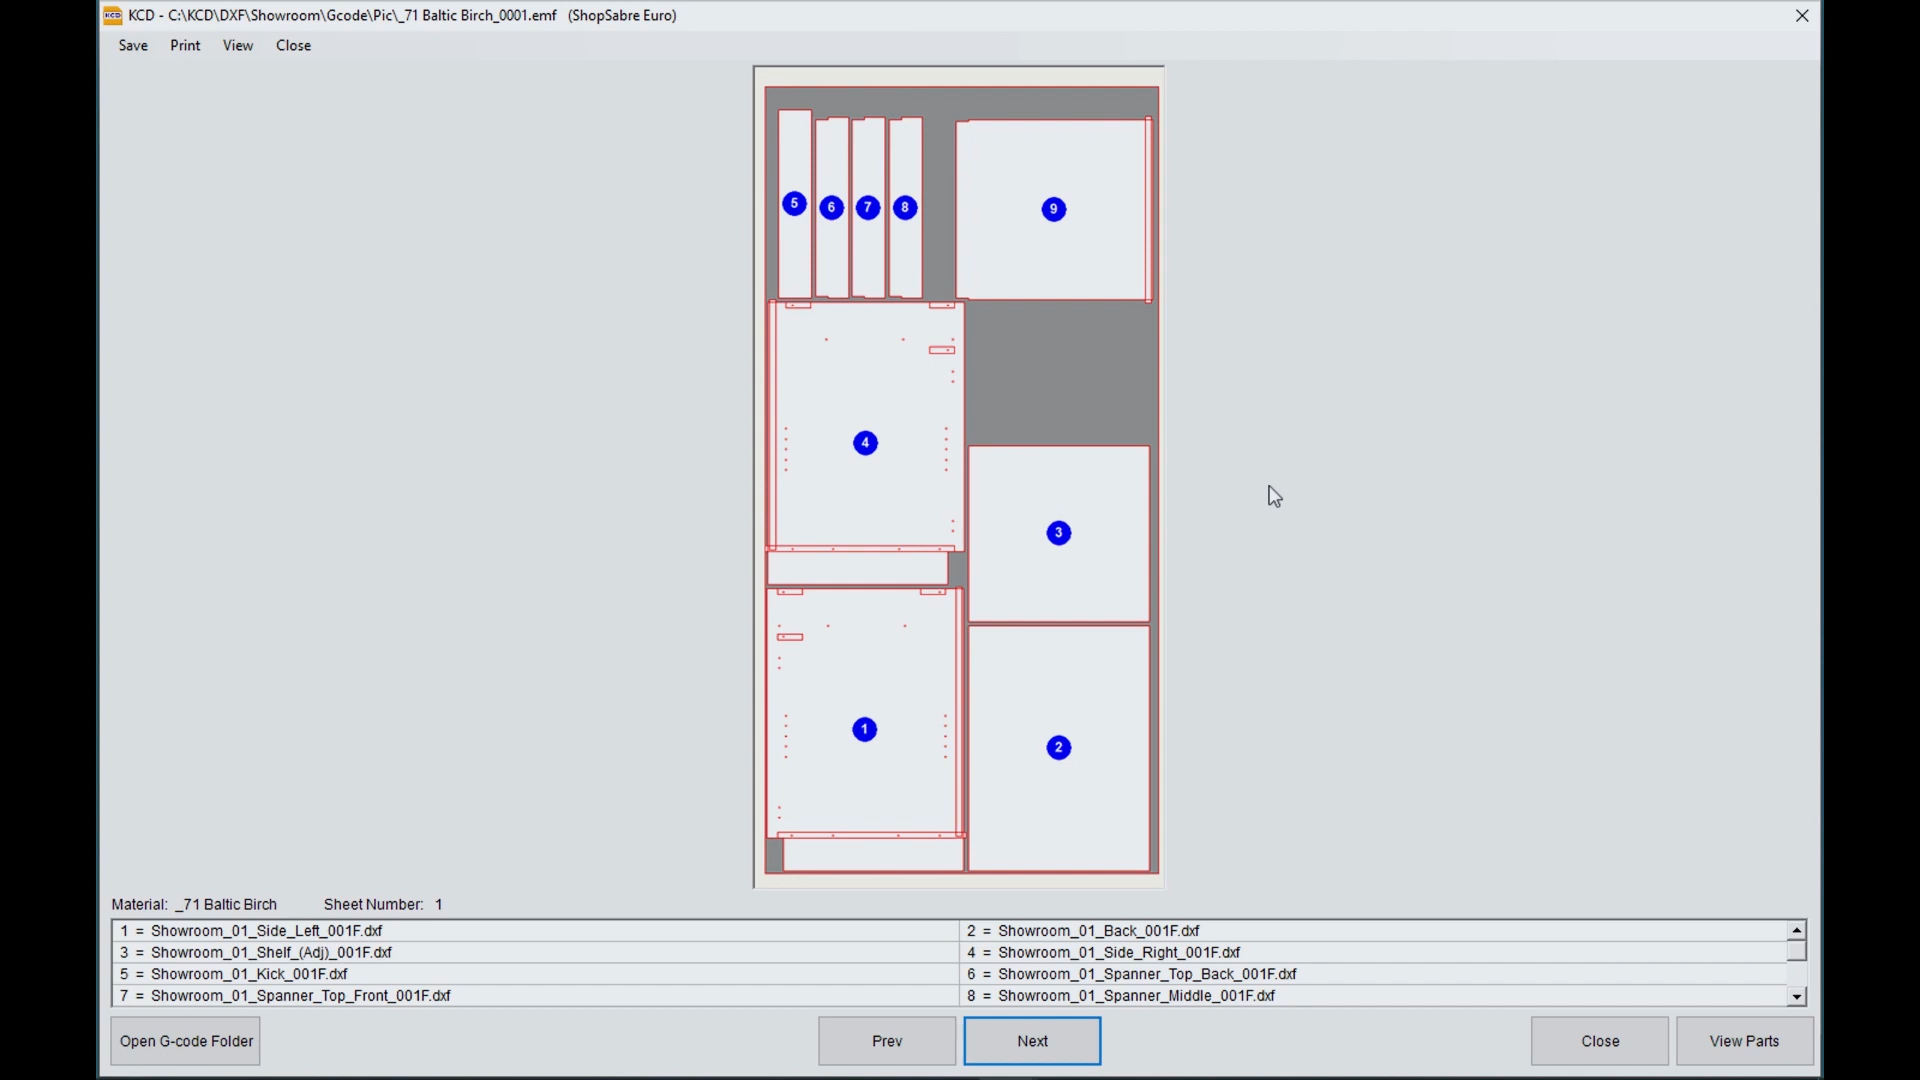 KCD - C:\KCD\DXF\Showroom\Gcode\Pic\_71 Baltic Birch_0001.emf (ShopSabre Euro)
Save Print View Close
5 6 7 8 9
4
3
1
2
Material: _71 Baltic Birch Sheet Number: 1
1 = Showroom_01_Side_Left_001F.dxf 2 = Showroom_01_Back_001F.dxf
3 = Showroom_01_Shelf_(Adj)_001F.dxf 4 = Showroom_01_Side_Right_001F.dxf
5 = Showroom_01_Kick_001F.dxf 6 = Showroom_01_Spanner_Top_Back_001F.dxf
7 = Showroom_01_Spanner_Top_Front_001F.dxf 8 = Showroom_01_Spanner_Middle_001F.dxf
Open G-code Folder Prev Next Close View Parts